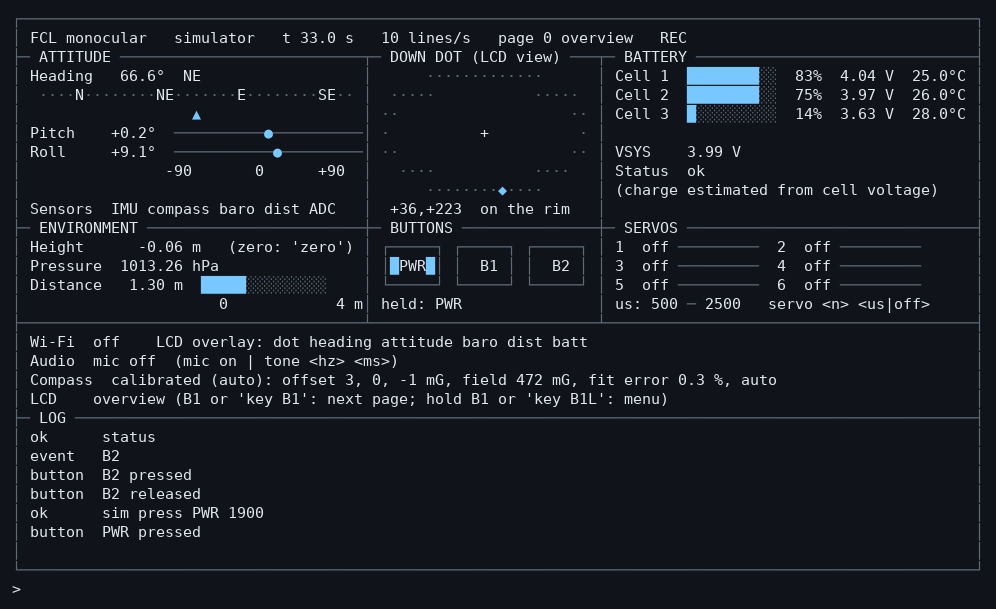 FCL monocular   simulator   t 33.0 s   10 lines/s   page 0 overview   REC
ATTITUDE
Heading   66.6°  NE
N NE E SE
Pitch    +0.2°
Roll     +9.1°
-90       0      +90
Sensors  IMU compass baro dist ADC
DOWN DOT (LCD view)
+
+36,+223  on the rim
BATTERY
Cell 1   83%  4.04 V  25.0°C
Cell 2   75%  3.97 V  26.0°C
Cell 3   14%  3.63 V  28.0°C
VSYS    3.99 V
Status  ok
(charge estimated from cell voltage)
ENVIRONMENT
Height      -0.06 m   (zero: 'zero')
Pressure  1013.26 hPa
Distance   1.30 m
0            4 m
BUTTONS
PWR   B1   B2
held: PWR
SERVOS
1  off   2  off
3  off   4  off
5  off   6  off
us: 500 ─ 2500   servo <n> <us|off>
Wi-Fi  off    LCD overlay: dot heading attitude baro dist batt
Audio  mic off  (mic on | tone <hz> <ms>)
Compass  calibrated (auto): offset 3, 0, -1 mG, field 472 mG, fit error 0.3 %, auto
LCD    overview (B1 or 'key B1': next page; hold B1 or 'key B1L': menu)
LOG
ok      status
event   B2
button  B2 pressed
button  B2 released
ok      sim press PWR 1900
button  PWR pressed
>